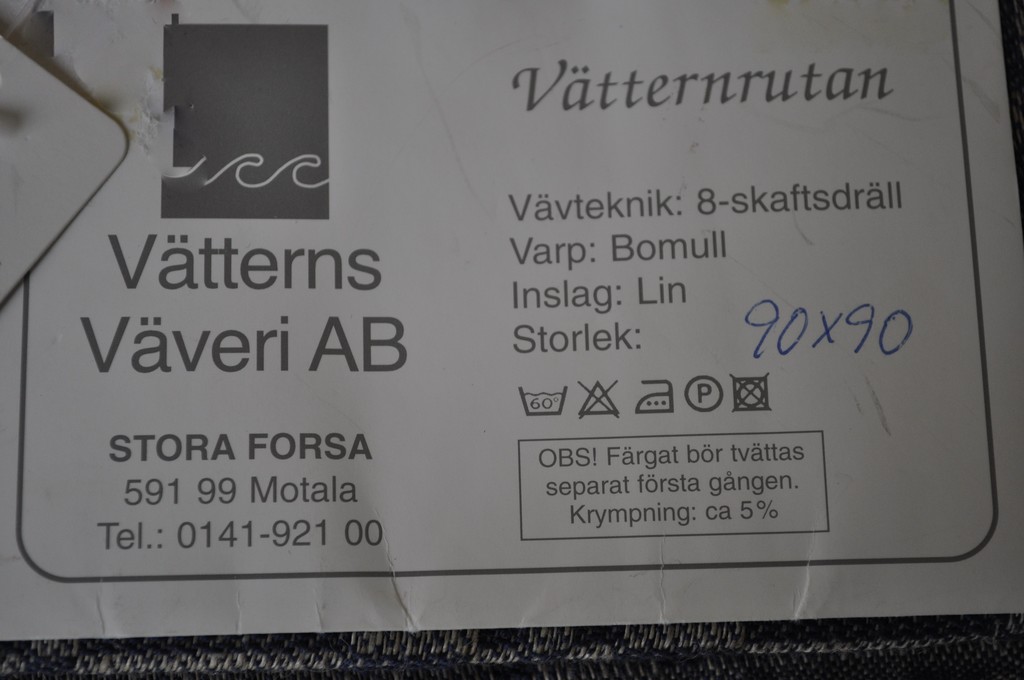 Vätterns
Väveri AB
STORA FORSA
591 99 Motala
Tel.: 0141-921 00
Vätternrutan
Vävteknik: 8-skaftsdräll
Varp: Bomull
Inslag: Lin
Storlek: 90x90
60° P
OBS! Färgat bör tvättas
separat första gången.
Krympning: ca 5%